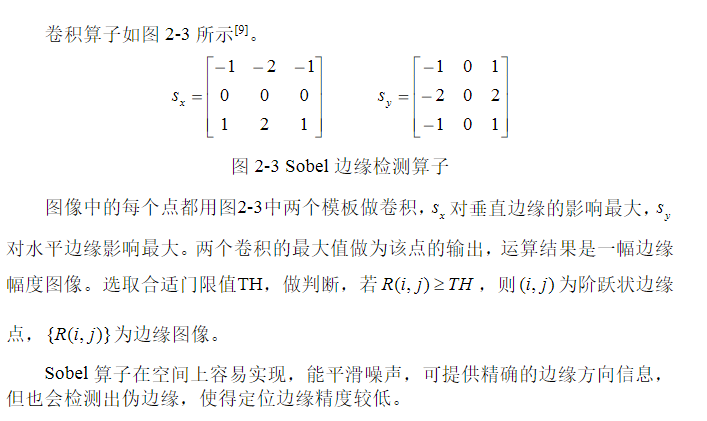 卷积算子如图 2-3 所示[9]。
s_x = [−1 −2 −1; 0 0 0; 1 2 1]    s_y = [−1 0 1; −2 0 2; −1 0 1]
图 2-3 Sobel 边缘检测算子
图像中的每个点都用图2-3中两个模板做卷积，s_x 对垂直边缘的影响最大，s_y
对水平边缘影响最大。两个卷积的最大值做为该点的输出，运算结果是一幅边缘
幅度图像。选取合适门限值TH，做判断，若 R(i, j) ≥ TH ，则 (i, j) 为阶跃状边缘
点，{R(i, j)} 为边缘图像。
Sobel 算子在空间上容易实现，能平滑噪声，可提供精确的边缘方向信息，
但也会检测出伪边缘，使得定位边缘精度较低。